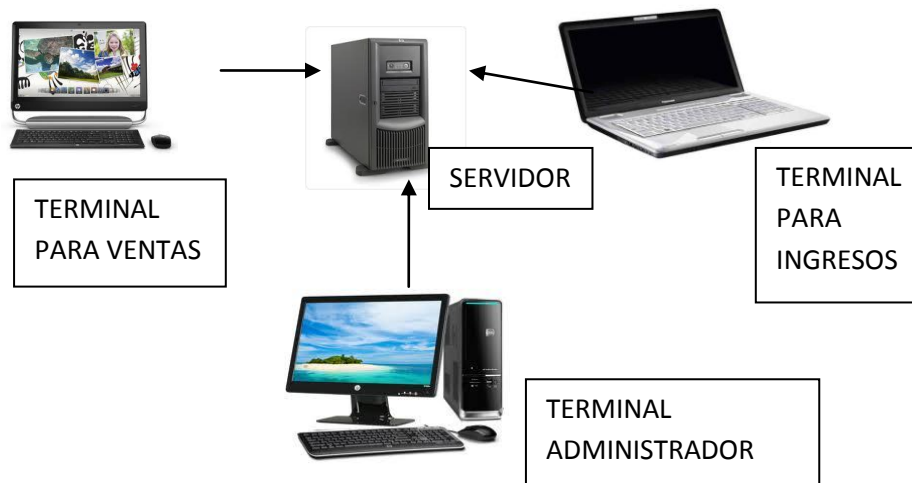 SERVIDOR
TERMINAL
PARA VENTAS
TERMINAL
PARA
INGRESOS
TERMINAL
ADMINISTRADOR